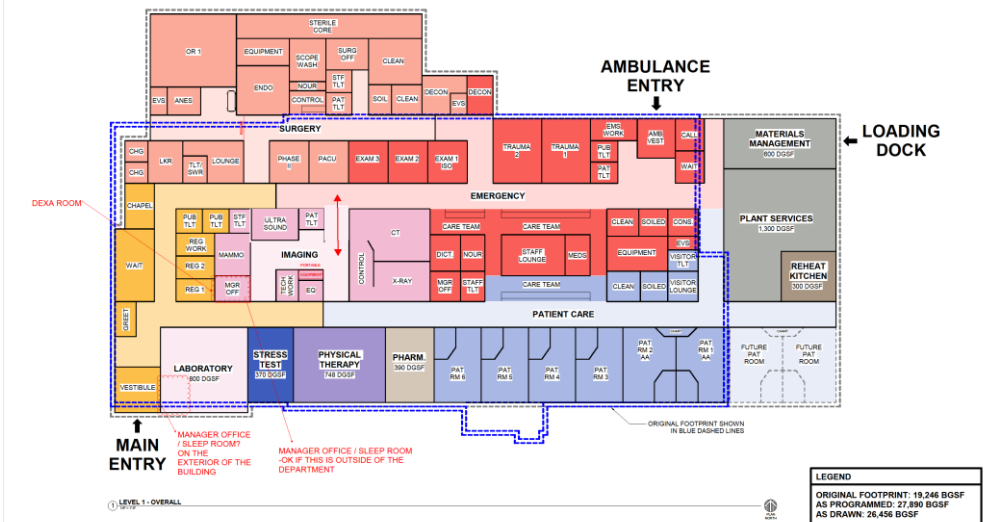 STERILE
CORE
OR 1
EQUIPMENT
SCOPE
WASH
SURG
OFF
CLEAN
ENDO
STF
TLT
NOUR
CONTROL
PAT
TLT
EVS
ANES
SOIL
CLEAN
DECON
EVS
DECON
AMBULANCE
ENTRY
SURGERY
CHG
CHG
LKR
TLT/
SWR
LOUNGE
PHASE
II
PACU
EXAM 3
EXAM 2
EXAM 1
ISO
TRAUMA
2
TRAUMA
1
EMS
WORK
PUB
TLT
PAT
TLT
AMB
VEST
CALL
WAIT
MATERIALS
MANAGEMENT
600 DGSF
LOADING
DOCK
EMERGENCY
DEXA ROOM
CHAPEL
PUB
TLT
PUB
TLT
STF
TLT
ULTRA
SOUND
PAT
TLT
CT
CARE TEAM
CARE TEAM
CLEAN
SOILED
CONS
EVS
PLANT SERVICES
1,300 DGSF
WAIT
REG
WORK
REG 2
REG 1
MAMMO
IMAGING
PORTABLE
EQUIPMENT
MGR
OFF
TECH
WORK
EQ
CONTROL
X-RAY
DICT.
NOUR
STAFF
LOUNGE
MEDS
EQUIPMENT
VISITOR
TLT
MGR
OFF
STAFF
TLT
CARE TEAM
CLEAN
SOILED
VISITOR
LOUNGE
REHEAT
KITCHEN
300 DGSF
GREET
PATIENT CARE
LABORATORY
800 DGSF
STRESS
TEST
370 DGSF
PHYSICAL
THERAPY
748 DGSF
PHARM.
390 DGSF
PAT
RM 6
PAT
RM 5
PAT
RM 4
PAT
RM 3
PAT
RM 2
AA
CHART
PAT
RM 1
AA
CHART
FUTURE
PAT
ROOM
FUTURE
PAT
ROOM
VESTIBULE
MAIN
ENTRY
MANAGER OFFICE
/ SLEEP ROOM?
ON THE
EXTERIOR OF THE
BUILDING
MANAGER OFFICE / SLEEP ROOM
-OK IF THIS IS OUTSIDE OF THE
DEPARTMENT
ORIGINAL FOOTPRINT SHOWN
IN BLUE DASHED LINES
1
LEVEL 1 - OVERALL
PLAN
NORTH
LEGEND
ORIGINAL FOOTPRINT: 19,246 BGSF
AS PROGRAMMED: 27,890 BGSF
AS DRAWN: 26,456 BGSF